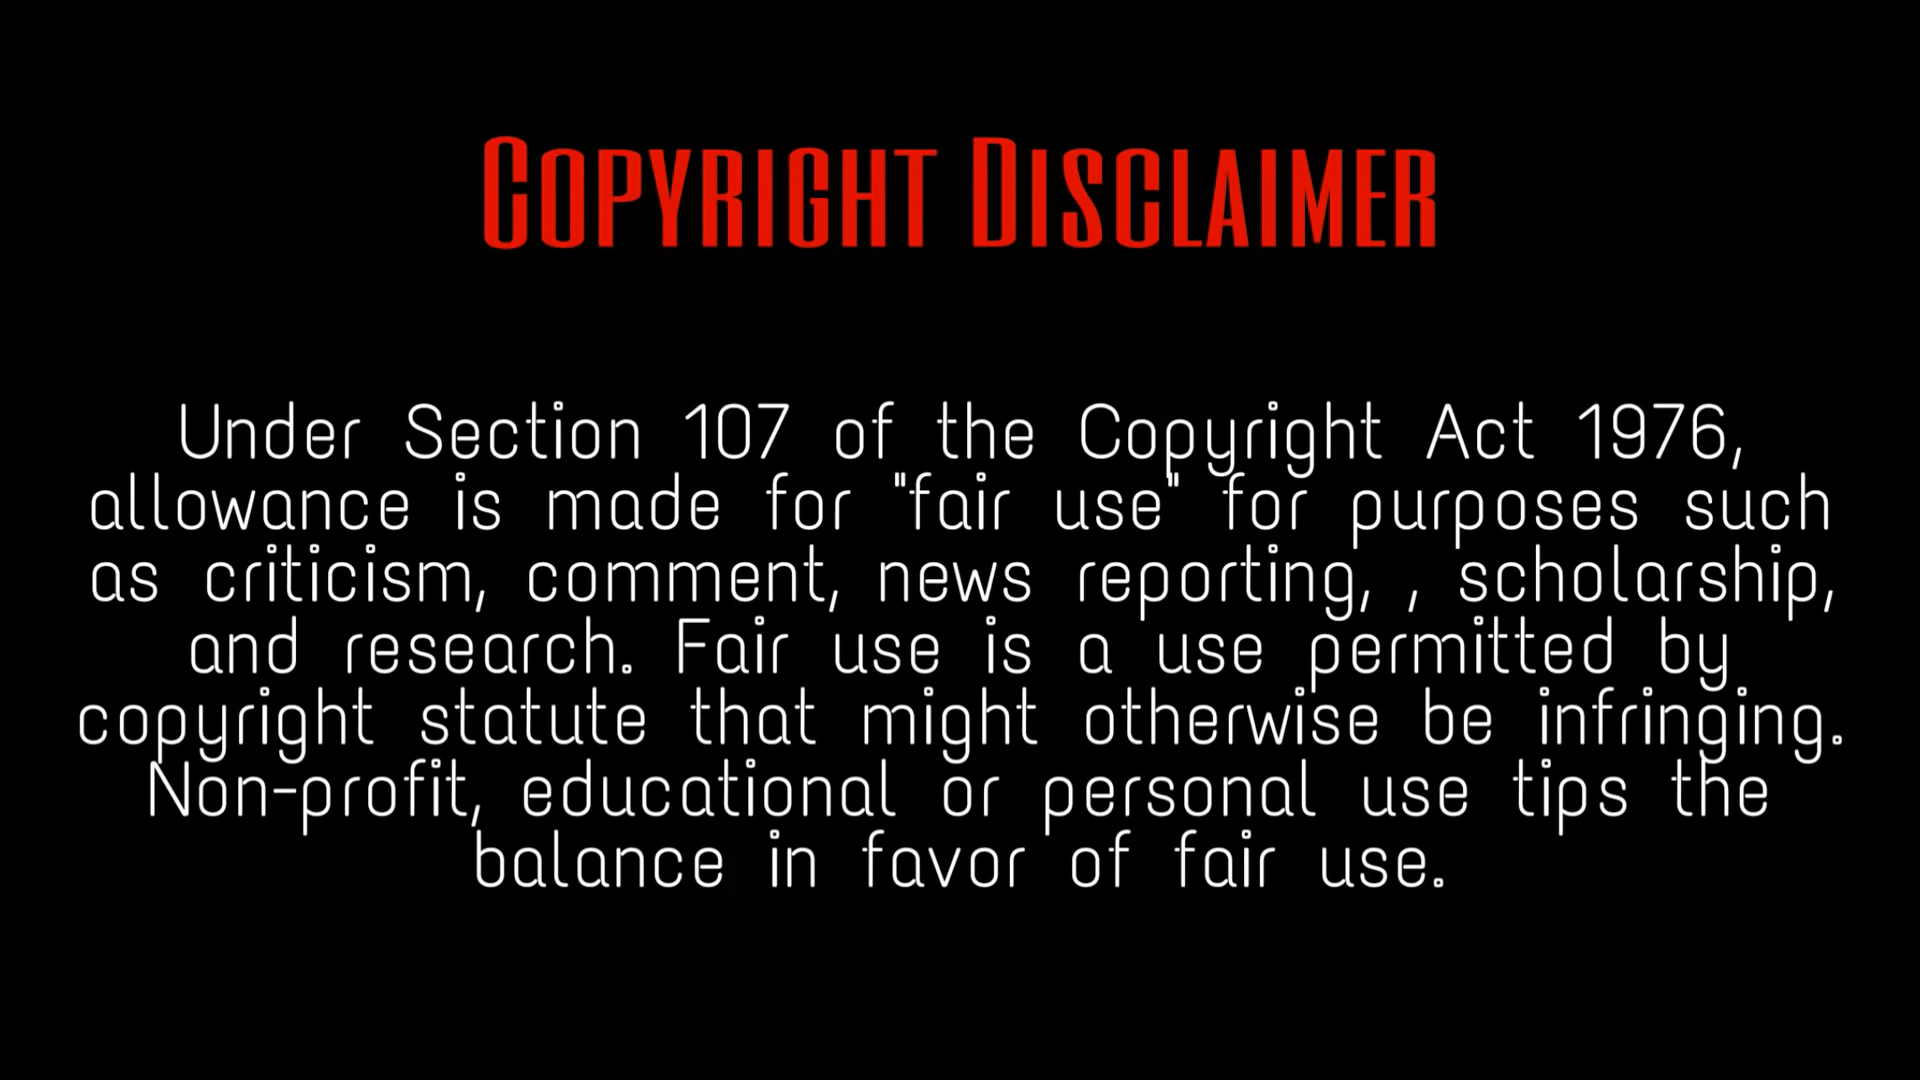 Copyright Disclaimer
Under Section 107 of the Copyright Act 1976,
allowance is made for "fair use" for purposes such
as criticism, comment, news reporting, , scholarship,
and research. Fair use is a use permitted by
copyright statute that might otherwise be infringing.
Non-profit, educational or personal use tips the
balance in favor of fair use.